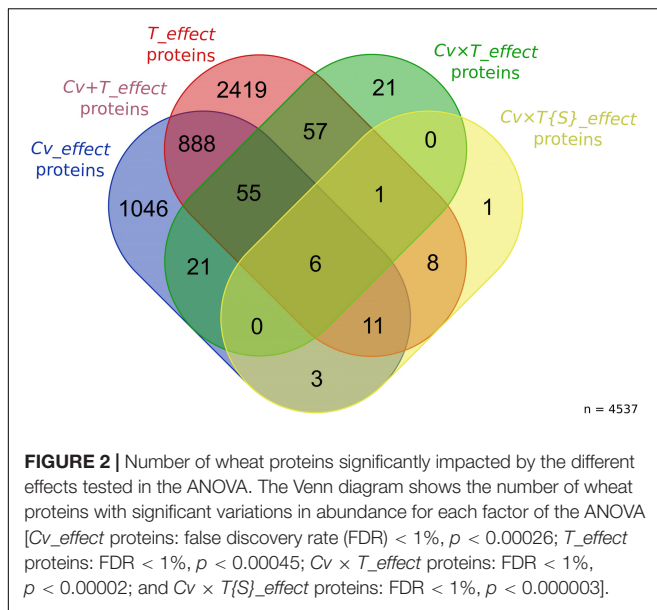 T_effect
proteins
Cv×T_effect
proteins
Cv+T_effect
proteins
Cv×T{S}_effect
proteins
Cv_effect
proteins
2419
21
888
57
0
1046
55
1
1
21
6
8
0
11
3
n = 4537
FIGURE 2 | Number of wheat proteins significantly impacted by the different
effects tested in the ANOVA. The Venn diagram shows the number of wheat
proteins with significant variations in abundance for each factor of the ANOVA
[Cv_effect proteins: false discovery rate (FDR) < 1%, p < 0.00026; T_effect
proteins: FDR < 1%, p < 0.00045; Cv × T_effect proteins: FDR < 1%,
p < 0.00002; and Cv × T{S}_effect proteins: FDR < 1%, p < 0.000003].